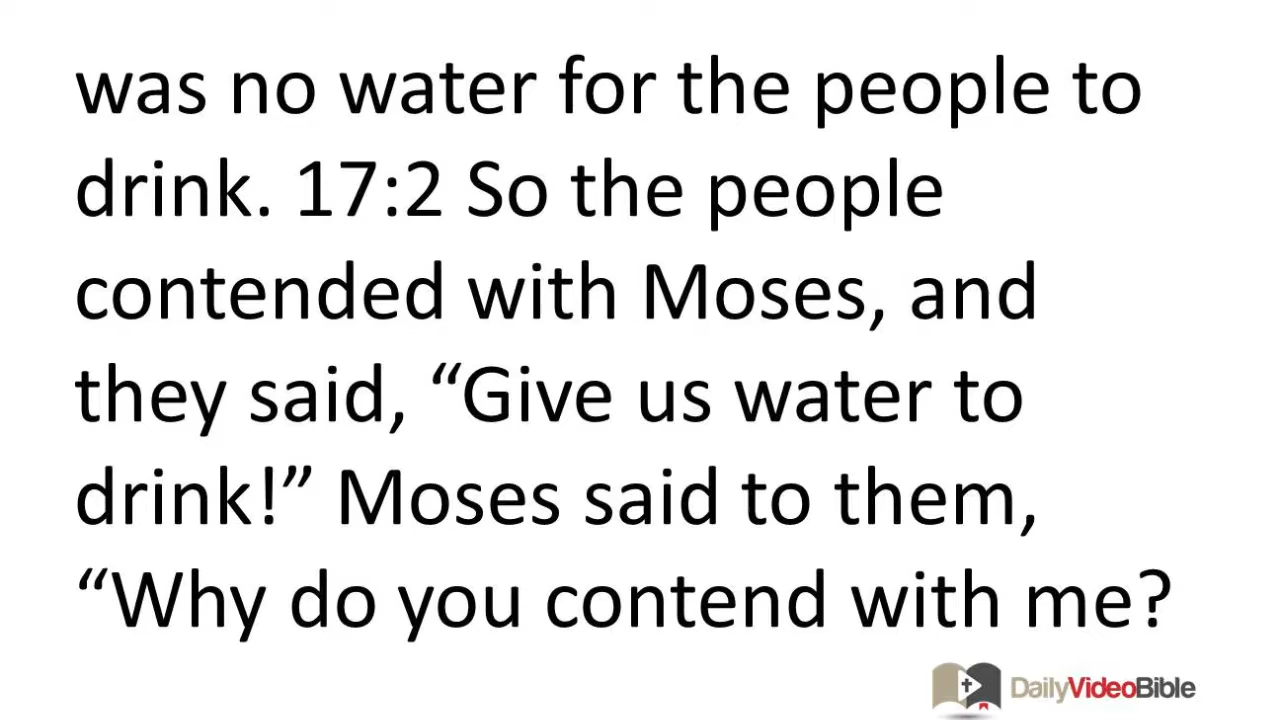 was no water for the people to
drink. 17:2 So the people
contended with Moses, and
they said, “Give us water to
drink!” Moses said to them,
“Why do you contend with me?
DailyVideoBible